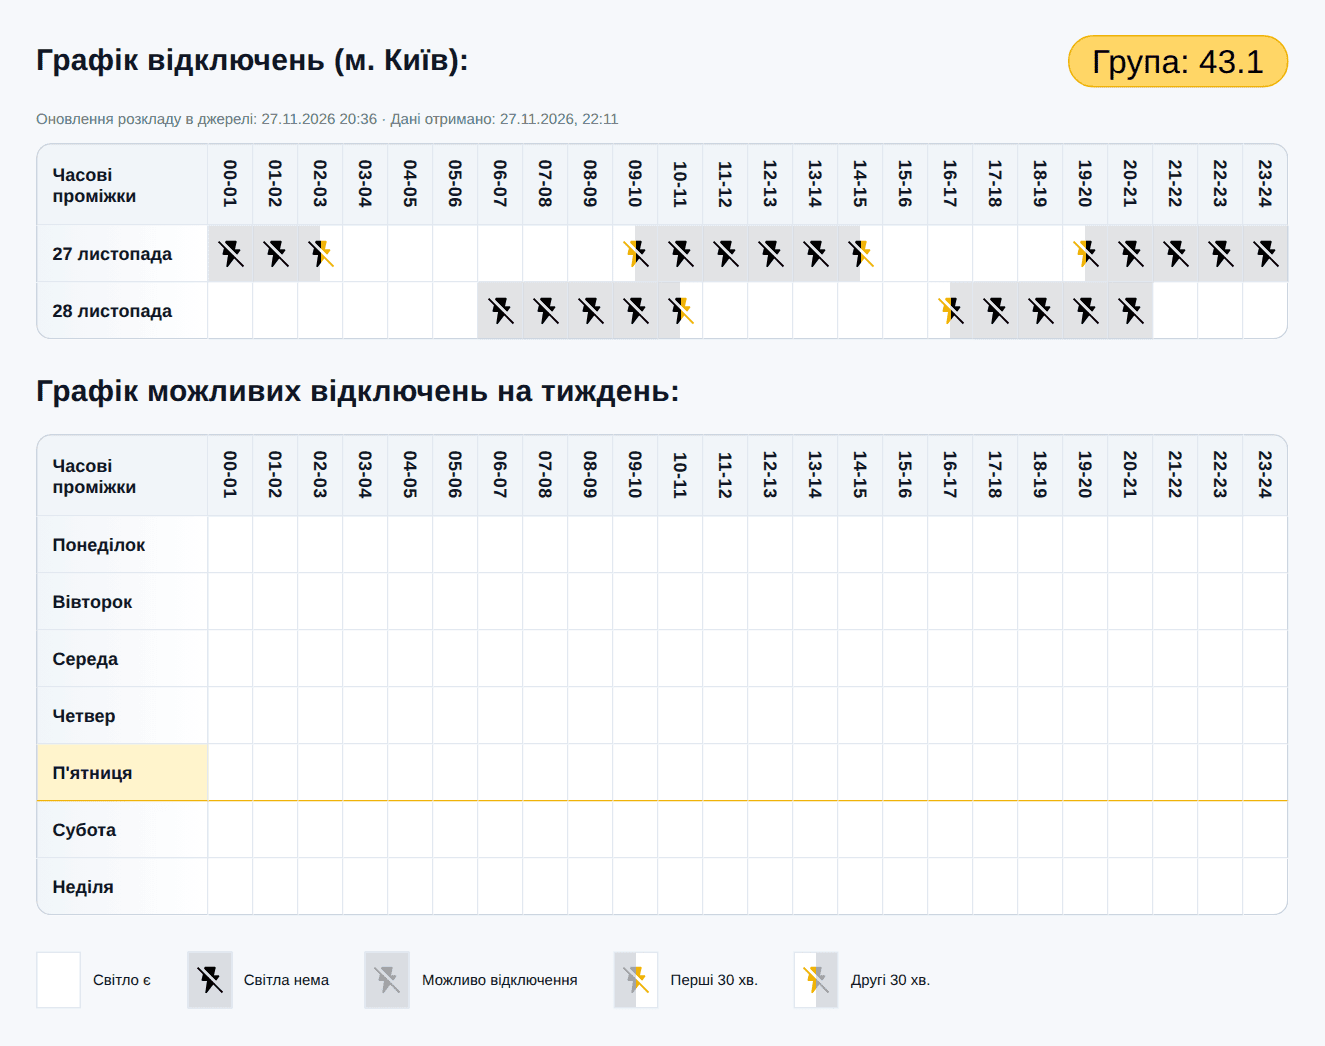 Графік відключень (м. Київ):
Група: 43.1
Оновлення розкладу в джерелі: 27.11.2026 20:36 · Дані отримано: 27.11.2026, 22:11
Часові проміжки 00-01 01-02 02-03 03-04 04-05 05-06 06-07 07-08 08-09 09-10 10-11 11-12 12-13 13-14 14-15 15-16 16-17 17-18 18-19 19-20 20-21 21-22 22-23 23-24
27 листопада
28 листопада
Графік можливих відключень на тиждень:
Часові проміжки 00-01 01-02 02-03 03-04 04-05 05-06 06-07 07-08 08-09 09-10 10-11 11-12 12-13 13-14 14-15 15-16 16-17 17-18 18-19 19-20 20-21 21-22 22-23 23-24
Понеділок
Вівторок
Середа
Четвер
П'ятниця
Субота
Неділя
Світло є Світла нема Можливо відключення Перші 30 хв. Другі 30 хв.